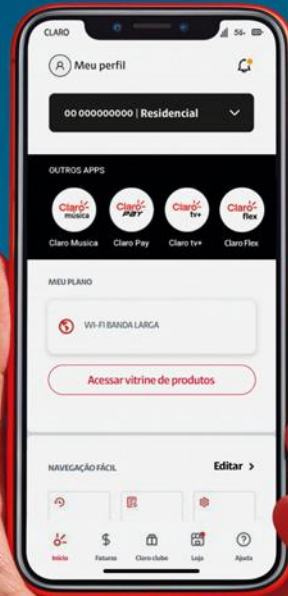 CLARO 5G
Meu perfil
00 000000000 | Residencial
OUTROS APPS
Claro música
Claro pay
Claro tv+
Claro flex
Claro Musica Claro Pay Claro tv+ Claro Flex
MEU PLANO
WI-FI BANDA LARGA
Acessar vitrine de produtos
NAVEGAÇÃO FÁCIL Editar >
Início Faturas Claro clube Loja Ajuda